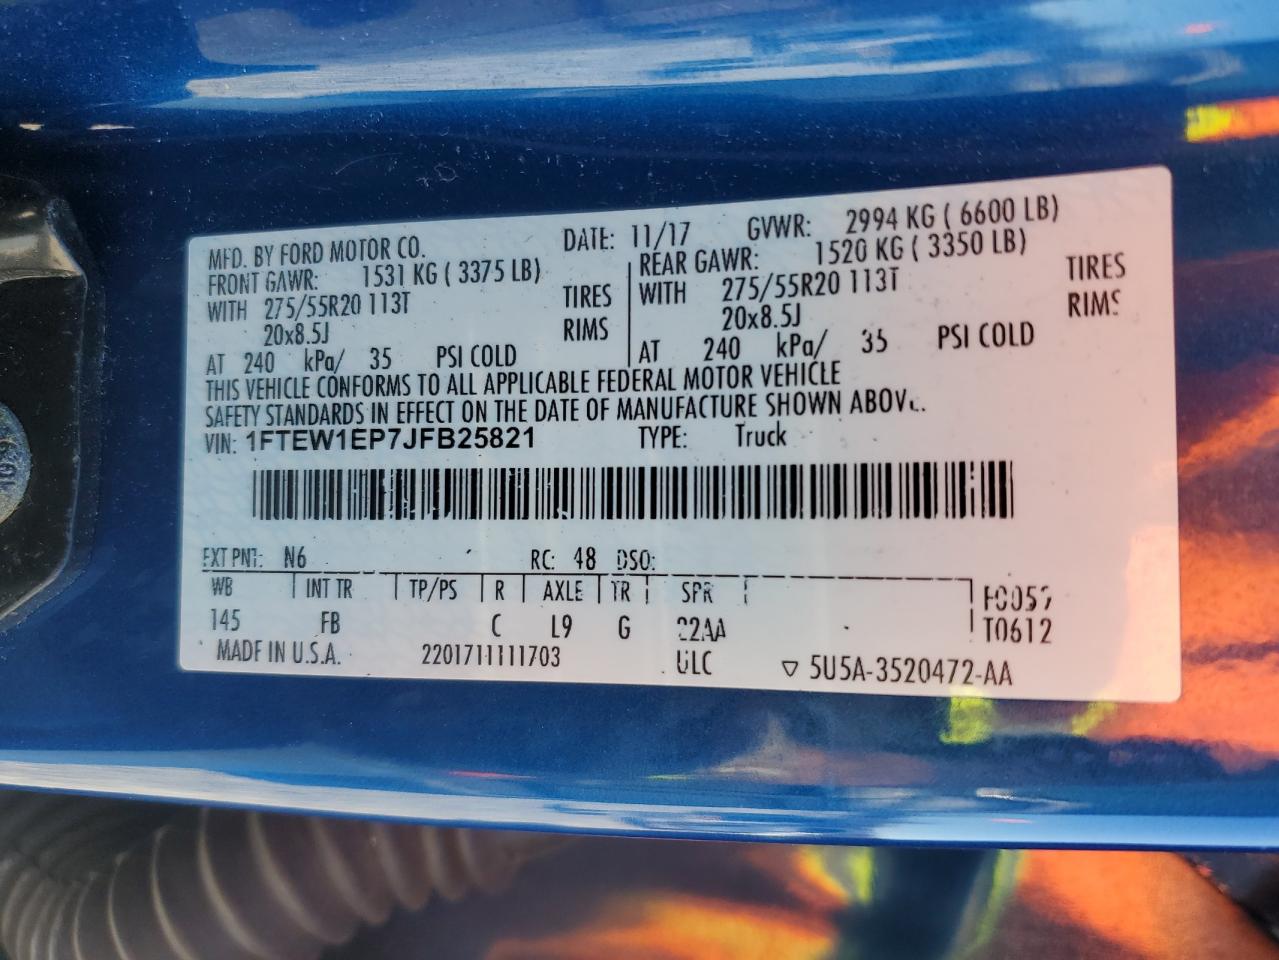 MFD. BY FORD MOTOR CO. DATE: 11/17 GVWR: 2994 KG ( 6600 LB)
FRONT GAWR: 1531 KG ( 3375 LB) REAR GAWR: 1520 KG ( 3350 LB)
WITH 275/55R20 113T TIRES WITH 275/55R20 113T TIRES
20x8.5J RIMS 20x8.5J RIMS
AT 240 kPa/ 35 PSI COLD AT 240 kPa/ 35 PSI COLD
THIS VEHICLE CONFORMS TO ALL APPLICABLE FEDERAL MOTOR VEHICLE
SAFETY STANDARDS IN EFFECT ON THE DATE OF MANUFACTURE SHOWN ABOVE.
VIN: 1FTEW1EP7JFB25821 TYPE: Truck
EXT PNT: N6 RC: 48 DSO:
WB INT TR TP/PS R AXLE TR SPR
145 FB C L9 G 22AA T0612
MADE IN U.S.A. 2201711111703 ULC ▽ 5U5A-3520472-AA